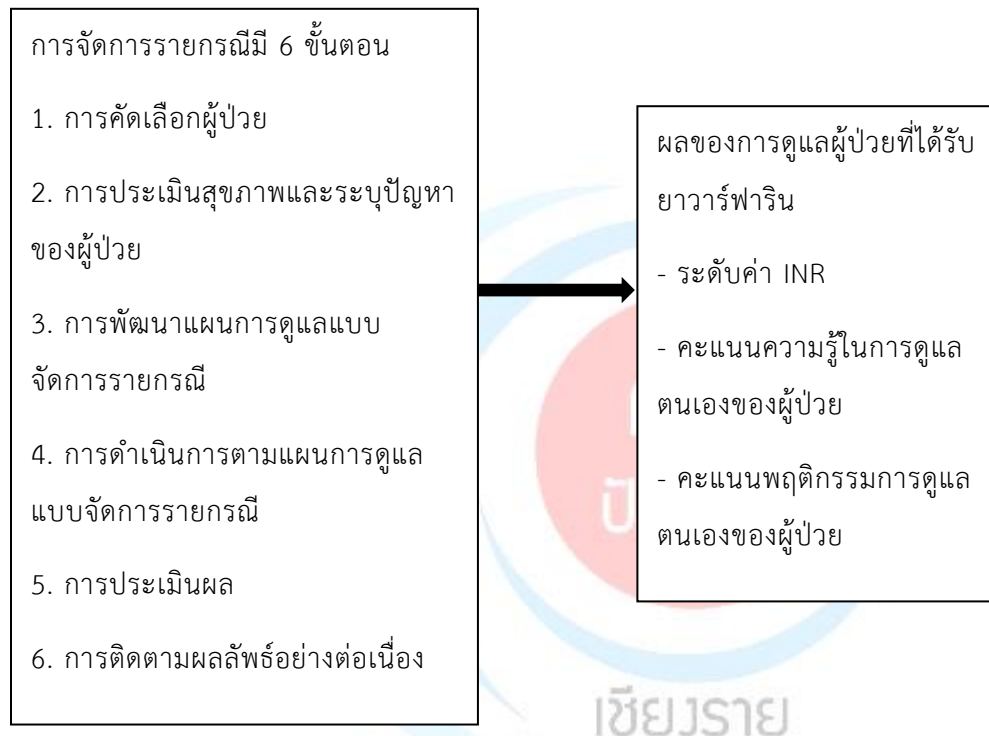 การจัดการรายกรณีมี 6 ขั้นตอน
1. การคัดเลือกผู้ป่วย
2. การประเมินสุขภาพและระบุปัญหา
ของผู้ป่วย
3. การพัฒนาแผนการดูแลแบบ
จัดการรายกรณี
4. การดำเนินการตามแผนการดูแล
แบบจัดการรายกรณี
5. การประเมินผล
6. การติดตามผลลัพธ์อย่างต่อเนื่อง
ผลของการดูแลผู้ป่วยที่ได้รับ
ยาวาร์ฟาริน
- ระดับค่า INR
- คะแนนความรู้ในการดูแล
ตนเองของผู้ป่วย
- คะแนนพฤติกรรมการดูแล
ตนเองของผู้ป่วย
เชียงราย